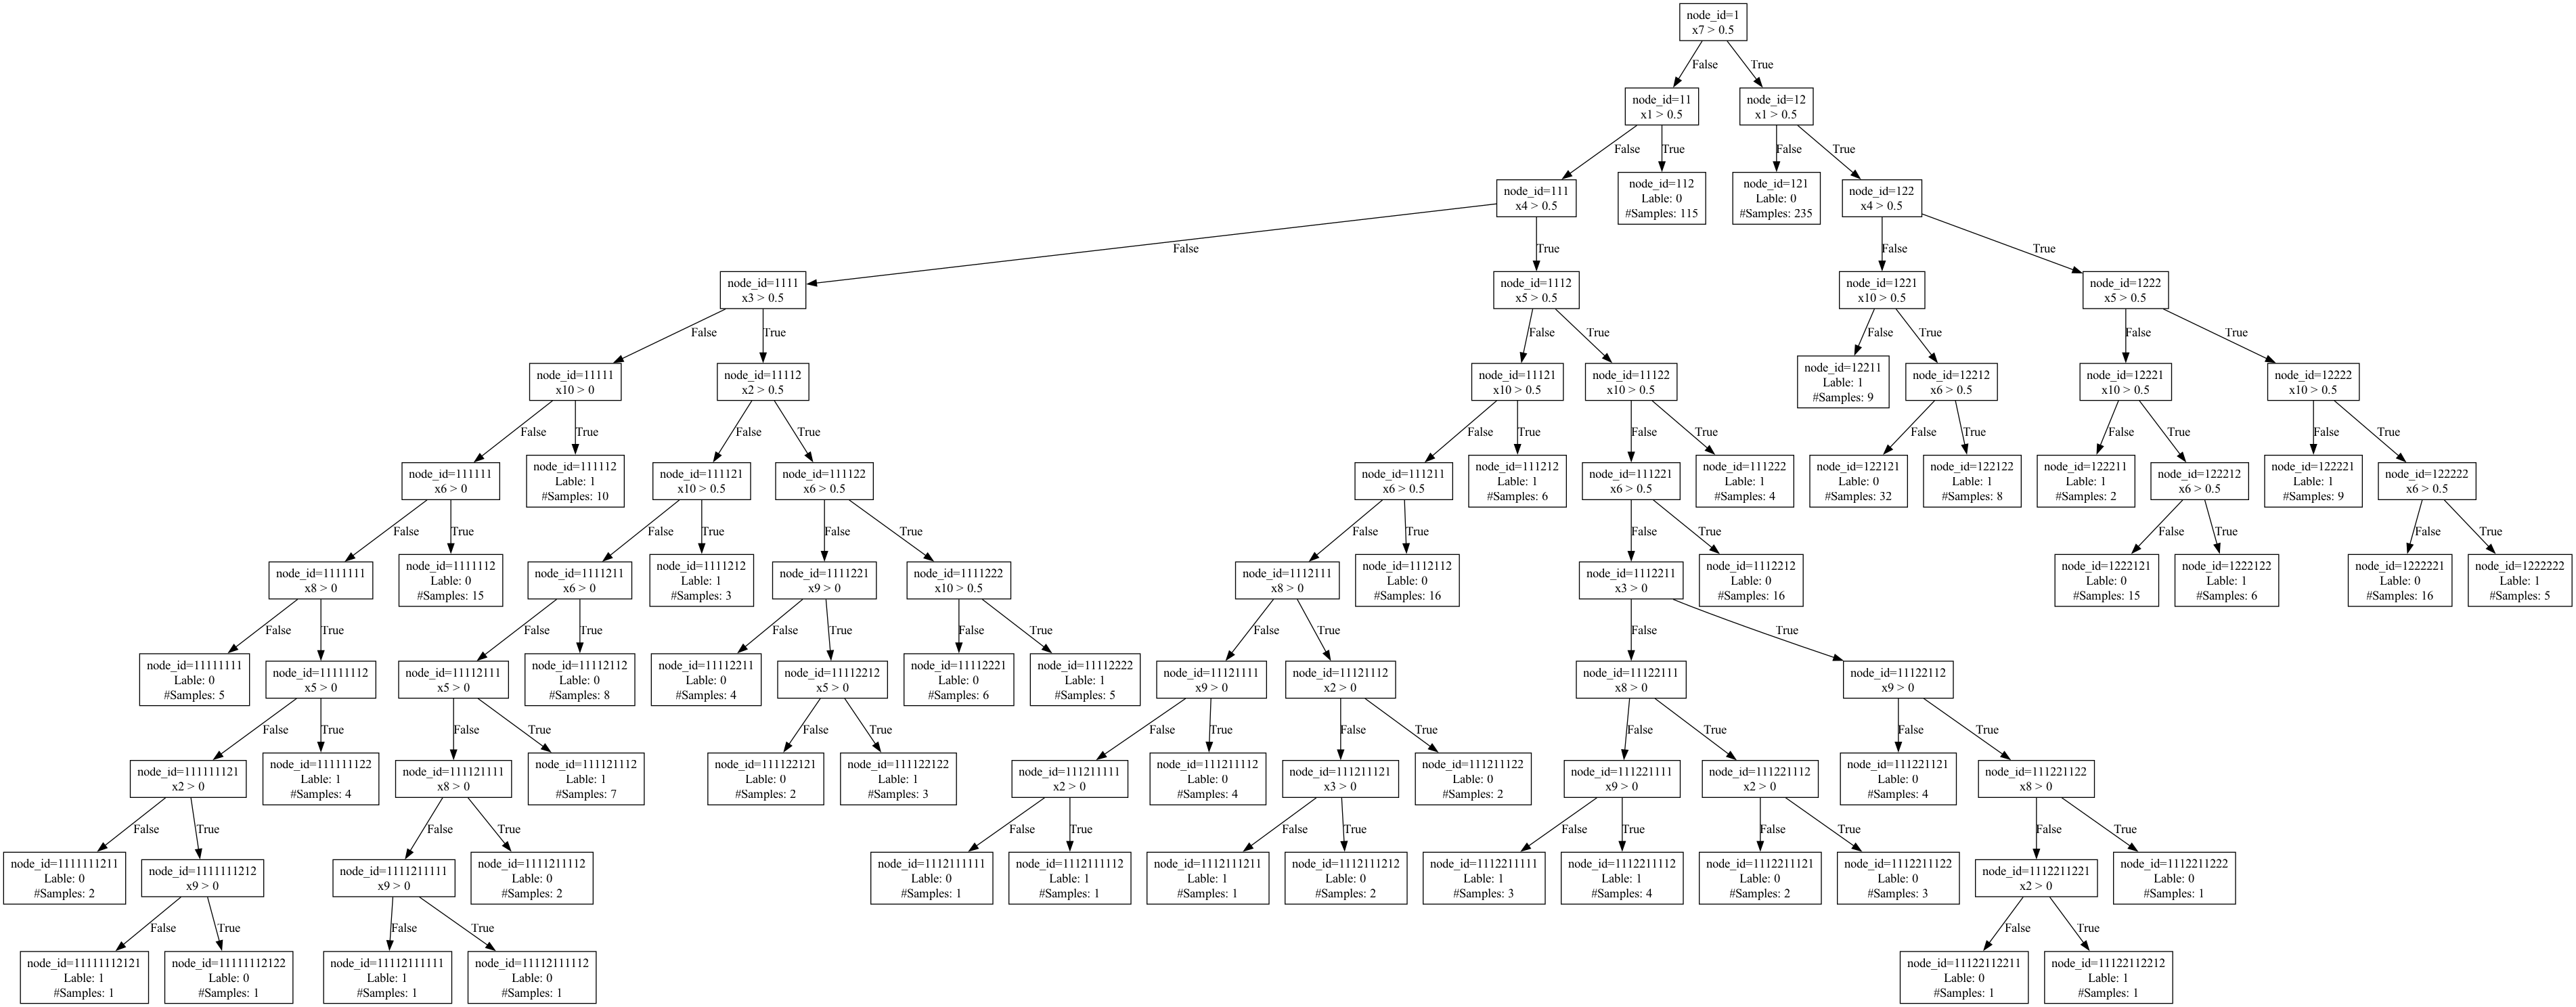 node_id=1
x7 > 0.5
False
True
node_id=11
x1 > 0.5
node_id=12
x1 > 0.5
False
True
False
True
node_id=111
x4 > 0.5
node_id=112
Lable: 0
#Samples: 115
node_id=121
Lable: 0
#Samples: 235
node_id=122
x4 > 0.5
False
True
False
True
node_id=1111
x3 > 0.5
node_id=1112
x5 > 0.5
node_id=1221
x10 > 0.5
node_id=1222
x5 > 0.5
False
True
False
True
False
True
False
True
node_id=11111
x10 > 0
node_id=11112
x2 > 0.5
node_id=11121
x10 > 0.5
node_id=11122
x10 > 0.5
node_id=12211
Lable: 1
#Samples: 9
node_id=12212
x6 > 0.5
node_id=12221
x10 > 0.5
node_id=12222
x10 > 0.5
False
True
False
True
False
True
False
True
False
True
False
True
False
True
node_id=111111
x6 > 0
node_id=111112
Lable: 1
#Samples: 10
node_id=111121
x10 > 0.5
node_id=111122
x6 > 0.5
node_id=111211
x6 > 0.5
node_id=111212
Lable: 1
#Samples: 6
node_id=111221
x6 > 0.5
node_id=111222
Lable: 1
#Samples: 4
node_id=122121
Lable: 0
#Samples: 32
node_id=122122
Lable: 1
#Samples: 8
node_id=122211
Lable: 1
#Samples: 2
node_id=122212
x6 > 0.5
node_id=122221
Lable: 1
#Samples: 9
node_id=122222
x6 > 0.5
False
True
False
True
False
True
False
True
False
True
False
True
False
True
node_id=1111111
x8 > 0
node_id=1111112
Lable: 0
#Samples: 15
node_id=1111211
x6 > 0
node_id=1111212
Lable: 1
#Samples: 3
node_id=1111221
x9 > 0
node_id=1111222
x10 > 0.5
node_id=1112111
x8 > 0
node_id=1112112
Lable: 0
#Samples: 16
node_id=1112211
x3 > 0
node_id=1112212
Lable: 0
#Samples: 16
node_id=1222121
Lable: 0
#Samples: 15
node_id=1222122
Lable: 1
#Samples: 6
node_id=1222221
Lable: 0
#Samples: 16
node_id=1222222
Lable: 1
#Samples: 5
False
True
False
True
False
True
False
True
False
True
False
True
node_id=11111111
Lable: 0
#Samples: 5
node_id=11111112
x5 > 0
node_id=11112111
x5 > 0
node_id=11112112
Lable: 0
#Samples: 8
node_id=11112211
Lable: 0
#Samples: 4
node_id=11112212
x5 > 0
node_id=11112221
Lable: 0
#Samples: 6
node_id=11112222
Lable: 1
#Samples: 5
node_id=11121111
x9 > 0
node_id=11121112
x2 > 0
node_id=11122111
x8 > 0
node_id=11122112
x9 > 0
False
True
False
True
False
True
False
True
False
True
False
True
False
True
node_id=111111121
x2 > 0
node_id=111111122
Lable: 1
#Samples: 4
node_id=111121111
x8 > 0
node_id=111121112
Lable: 1
#Samples: 7
node_id=111122121
Lable: 0
#Samples: 2
node_id=111122122
Lable: 1
#Samples: 3
node_id=111211111
x2 > 0
node_id=111211112
Lable: 0
#Samples: 4
node_id=111211121
x3 > 0
node_id=111211122
Lable: 0
#Samples: 2
node_id=111221111
x9 > 0
node_id=111221112
x2 > 0
node_id=111221121
Lable: 0
#Samples: 4
node_id=111221122
x8 > 0
False
True
False
True
False
True
False
True
False
True
False
True
False
True
node_id=1111111211
Lable: 0
#Samples: 2
node_id=1111111212
x9 > 0
node_id=1111211111
x9 > 0
node_id=1111211112
Lable: 0
#Samples: 2
node_id=1112111111
Lable: 0
#Samples: 1
node_id=1112111112
Lable: 1
#Samples: 1
node_id=1112111211
Lable: 1
#Samples: 1
node_id=1112111212
Lable: 0
#Samples: 2
node_id=1112211111
Lable: 1
#Samples: 3
node_id=1112211112
Lable: 1
#Samples: 4
node_id=1112211121
Lable: 0
#Samples: 2
node_id=1112211122
Lable: 0
#Samples: 3
node_id=1112211221
x2 > 0
node_id=1112211222
Lable: 0
#Samples: 1
False
True
False
True
False
True
node_id=11111112121
Lable: 1
#Samples: 1
node_id=11111112122
Lable: 0
#Samples: 1
node_id=11112111111
Lable: 1
#Samples: 1
node_id=11112111112
Lable: 0
#Samples: 1
node_id=11122112211
Lable: 0
#Samples: 1
node_id=11122112212
Lable: 1
#Samples: 1